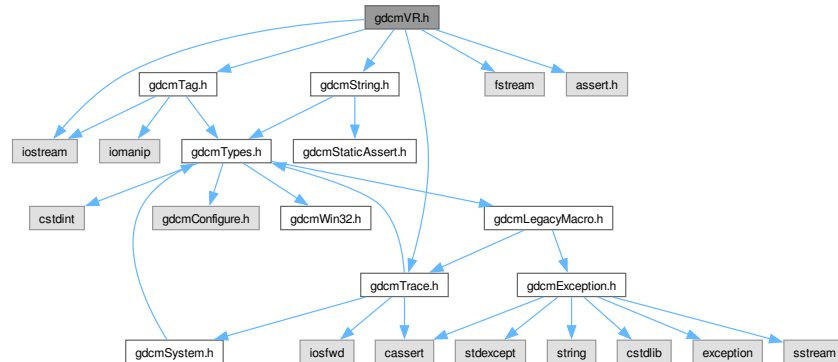 gdcmVR.h
gdcmTag.h
gdcmString.h
fstream
assert.h
iostream
iomanip
gdcmTypes.h
gdcmStaticAssert.h
cstdint
gdcmConfigure.h
gdcmWin32.h
gdcmLegacyMacro.h
gdcmTrace.h
gdcmException.h
gdcmSystem.h
iosfwd
cassert
stdexcept
string
cstdlib
exception
sstream